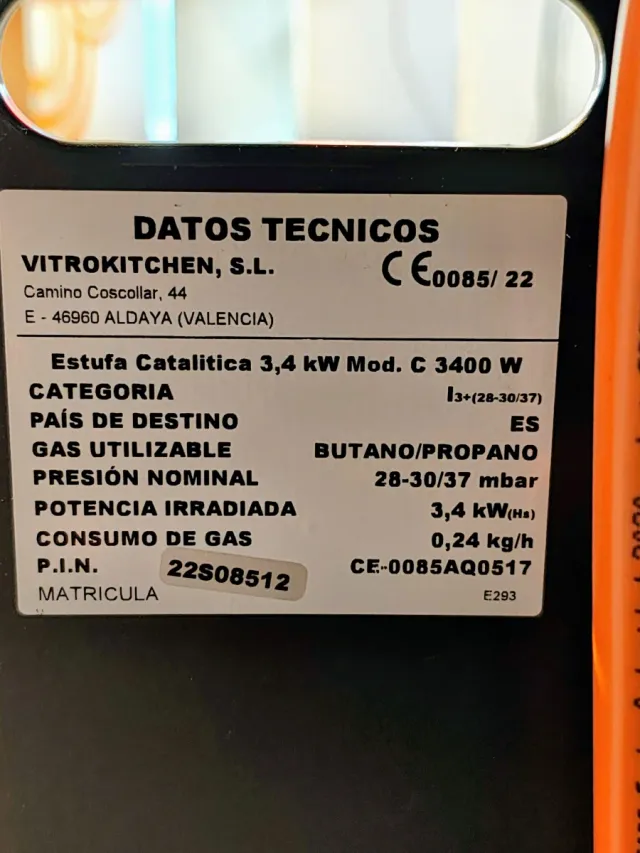 DATOS TECNICOS
VITROKITCHEN, S.L. CE0085/ 22
Camino Coscollar, 44
E - 46960 ALDAYA (VALENCIA)
Estufa Catalitica 3,4 kW Mod. C 3400 W
CATEGORIA I3+(28-30/37)
PAÍS DE DESTINO ES
GAS UTILIZABLE BUTANO/PROPANO
PRESIÓN NOMINAL 28-30/37 mbar
POTENCIA IRRADIADA 3,4 kW(Hs)
CONSUMO DE GAS 0,24 kg/h
P.I.N. CE-0085AQ0517
22S08512
MATRICULA E293